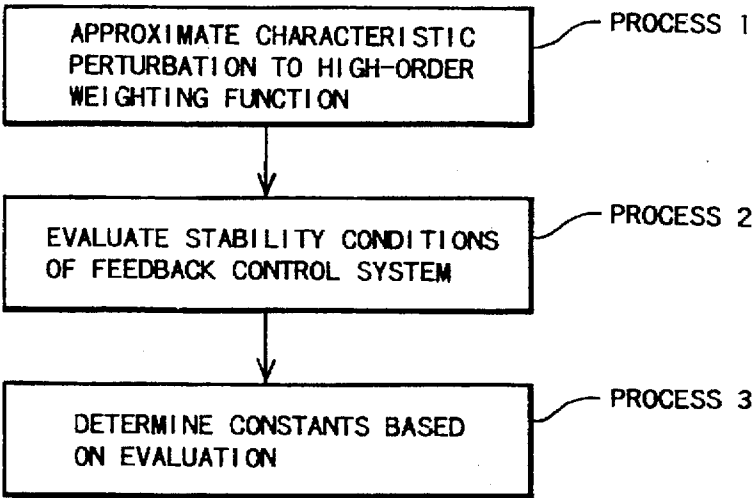 APPROXIMATE CHARACTERISTIC
PERTURBATION TO HIGH-ORDER
WEIGHTING FUNCTION
PROCESS 1
EVALUATE STABILITY CONDITIONS
OF FEEDBACK CONTROL SYSTEM
PROCESS 2
DETERMINE CONSTANTS BASED
ON EVALUATION
PROCESS 3